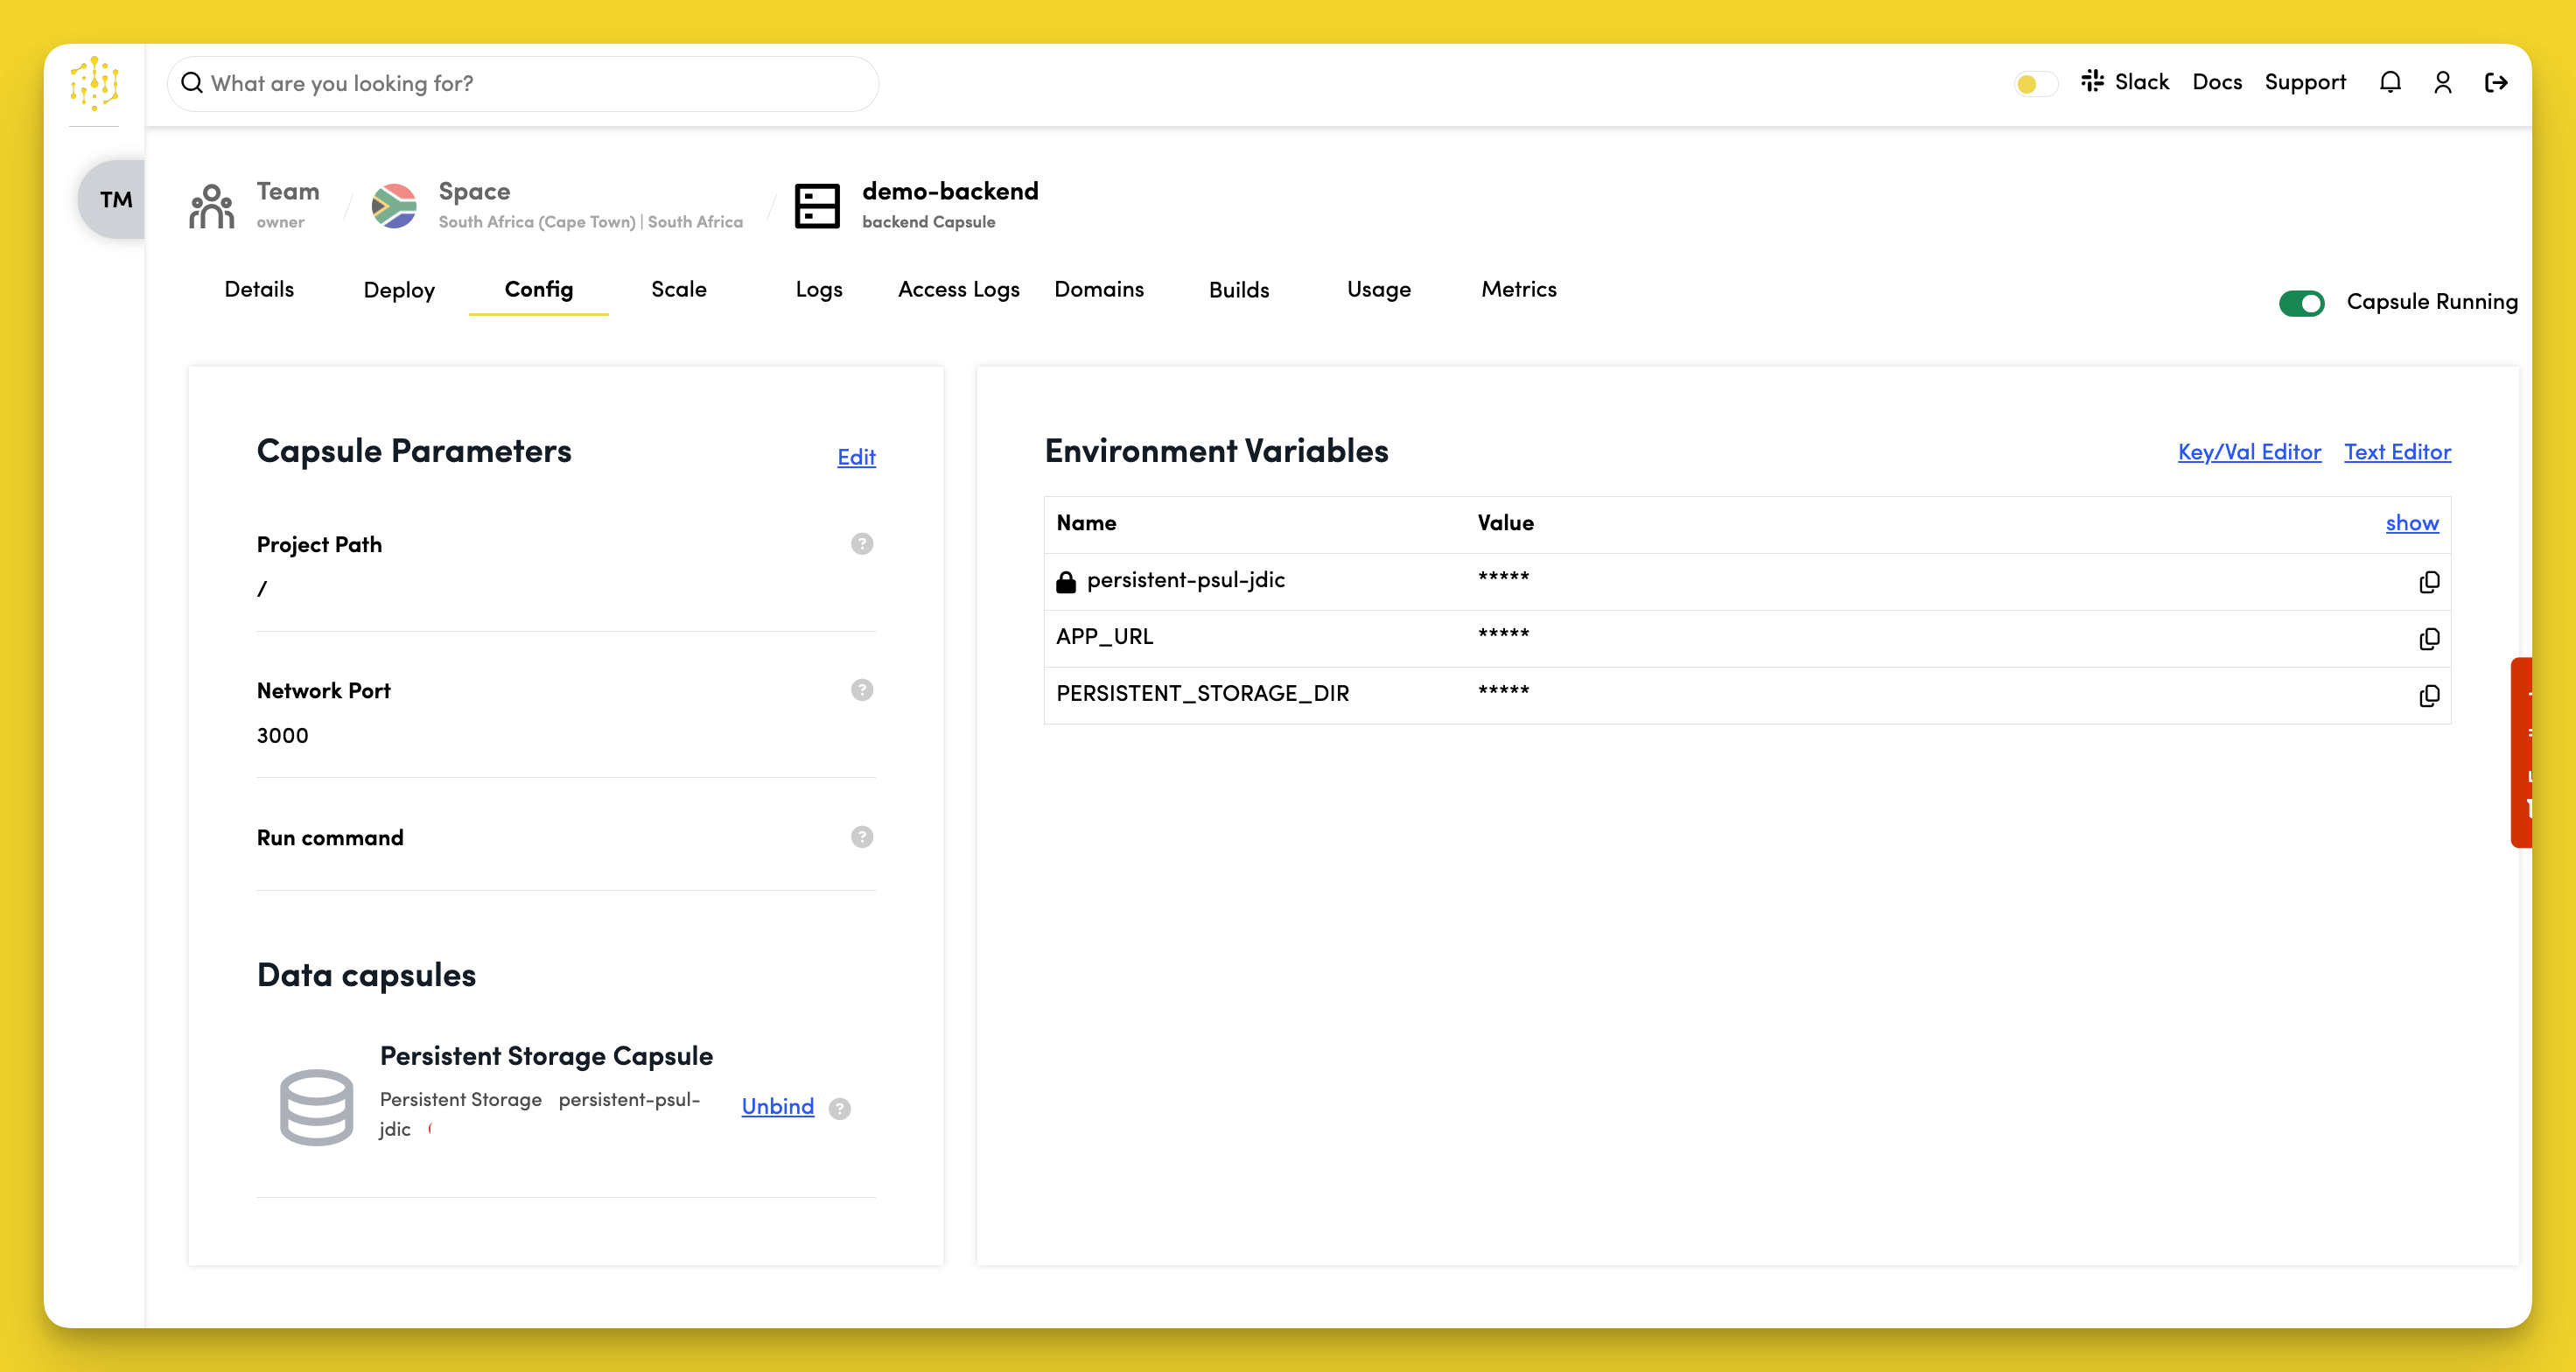 What are you looking for?
Slack Docs Support
TM
Team
owner
Space
South Africa (Cape Town) | South Africa
demo-backend
backend Capsule
Details Deploy Config Scale Logs Access Logs Domains Builds Usage Metrics
Capsule Running
Capsule Parameters
Edit
Project Path
?
/
Network Port
?
3000
Run command
?
Data capsules
Persistent Storage Capsule
Persistent Storage persistent-psul-
jdic
Unbind ?
Environment Variables
Key/Val Editor Text Editor
Name Value show
persistent-psul-jdic *****
APP_URL *****
PERSISTENT_STORAGE_DIR *****